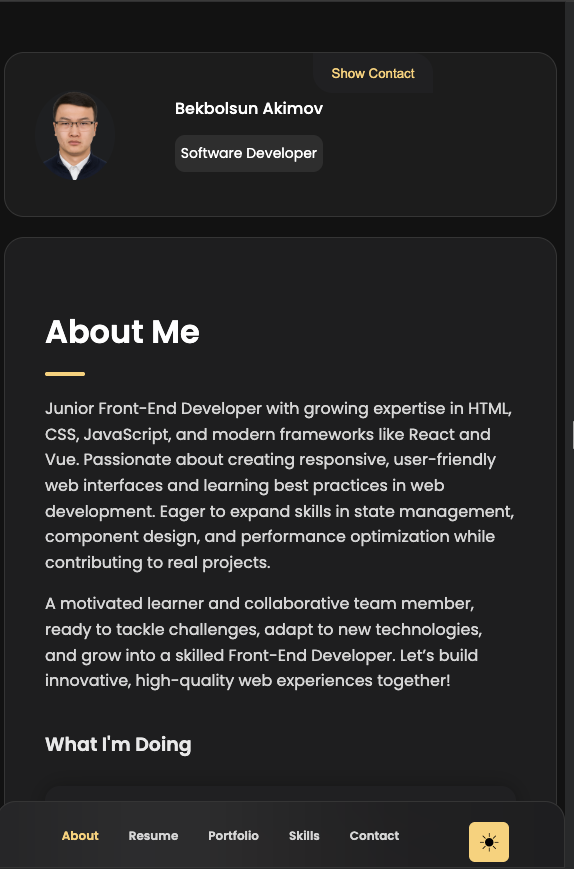 Show Contact
Bekbolsun Akimov
Software Developer
About Me
Junior Front-End Developer with growing expertise in HTML,
CSS, JavaScript, and modern frameworks like React and
Vue. Passionate about creating responsive, user-friendly
web interfaces and learning best practices in web
development. Eager to expand skills in state management,
component design, and performance optimization while
contributing to real projects.
A motivated learner and collaborative team member,
ready to tackle challenges, adapt to new technologies,
and grow into a skilled Front-End Developer. Let’s build
innovative, high-quality web experiences together!
What I'm Doing
About Resume Portfolio Skills Contact